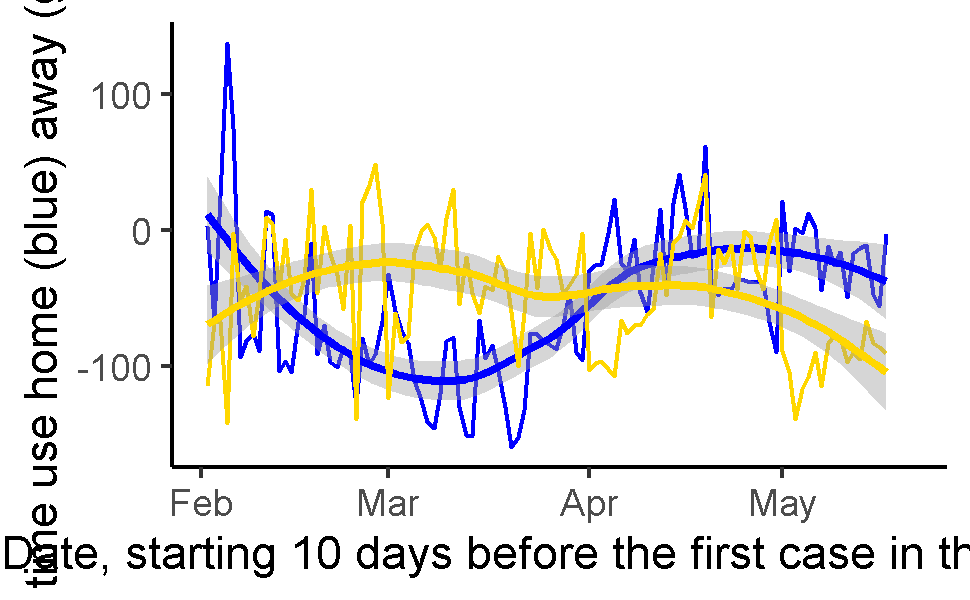 time use home (blue) away (
100
0
-100
Feb Mar Apr May
Date, starting 10 days before the first case in th